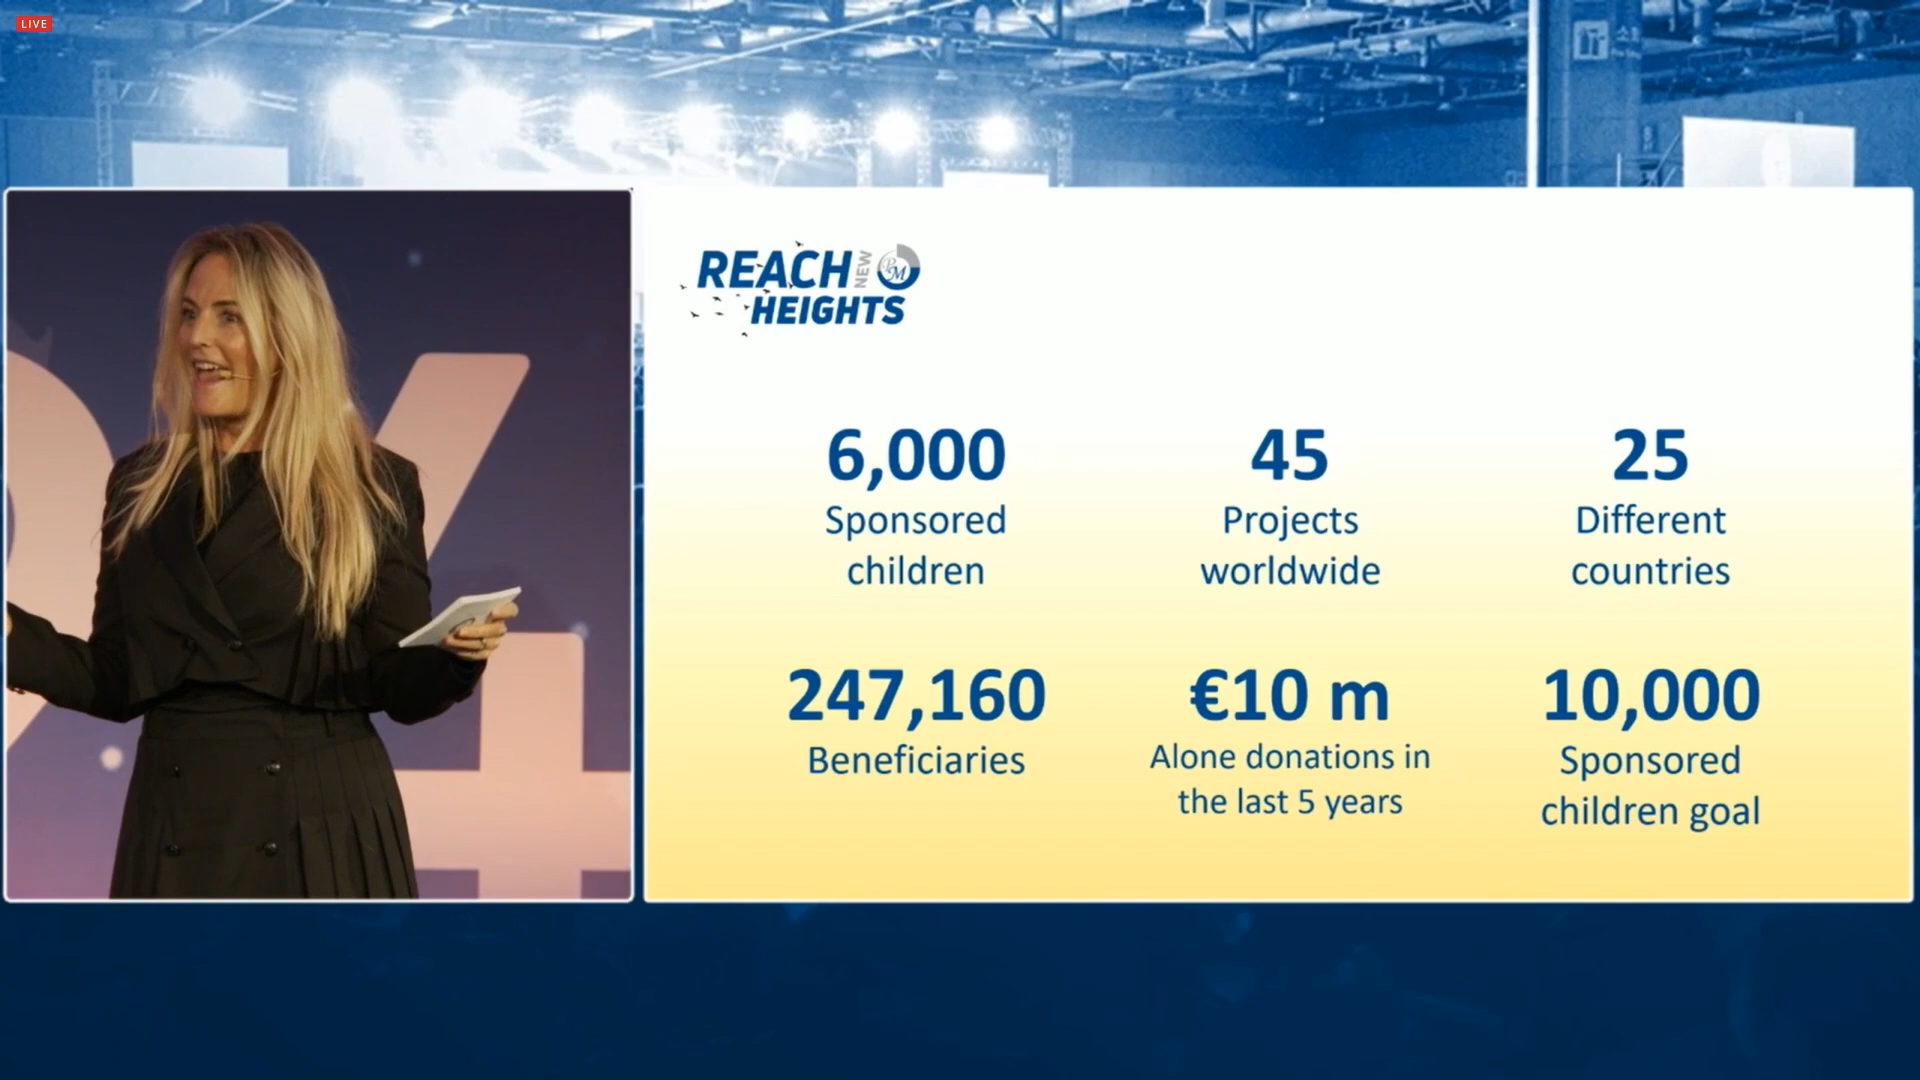 LIVE
REACH NEW PM
HEIGHTS
6,000
Sponsored
children
45
Projects
worldwide
25
Different
countries
247,160
Beneficiaries
€10 m
Alone donations in
the last 5 years
10,000
Sponsored
children goal